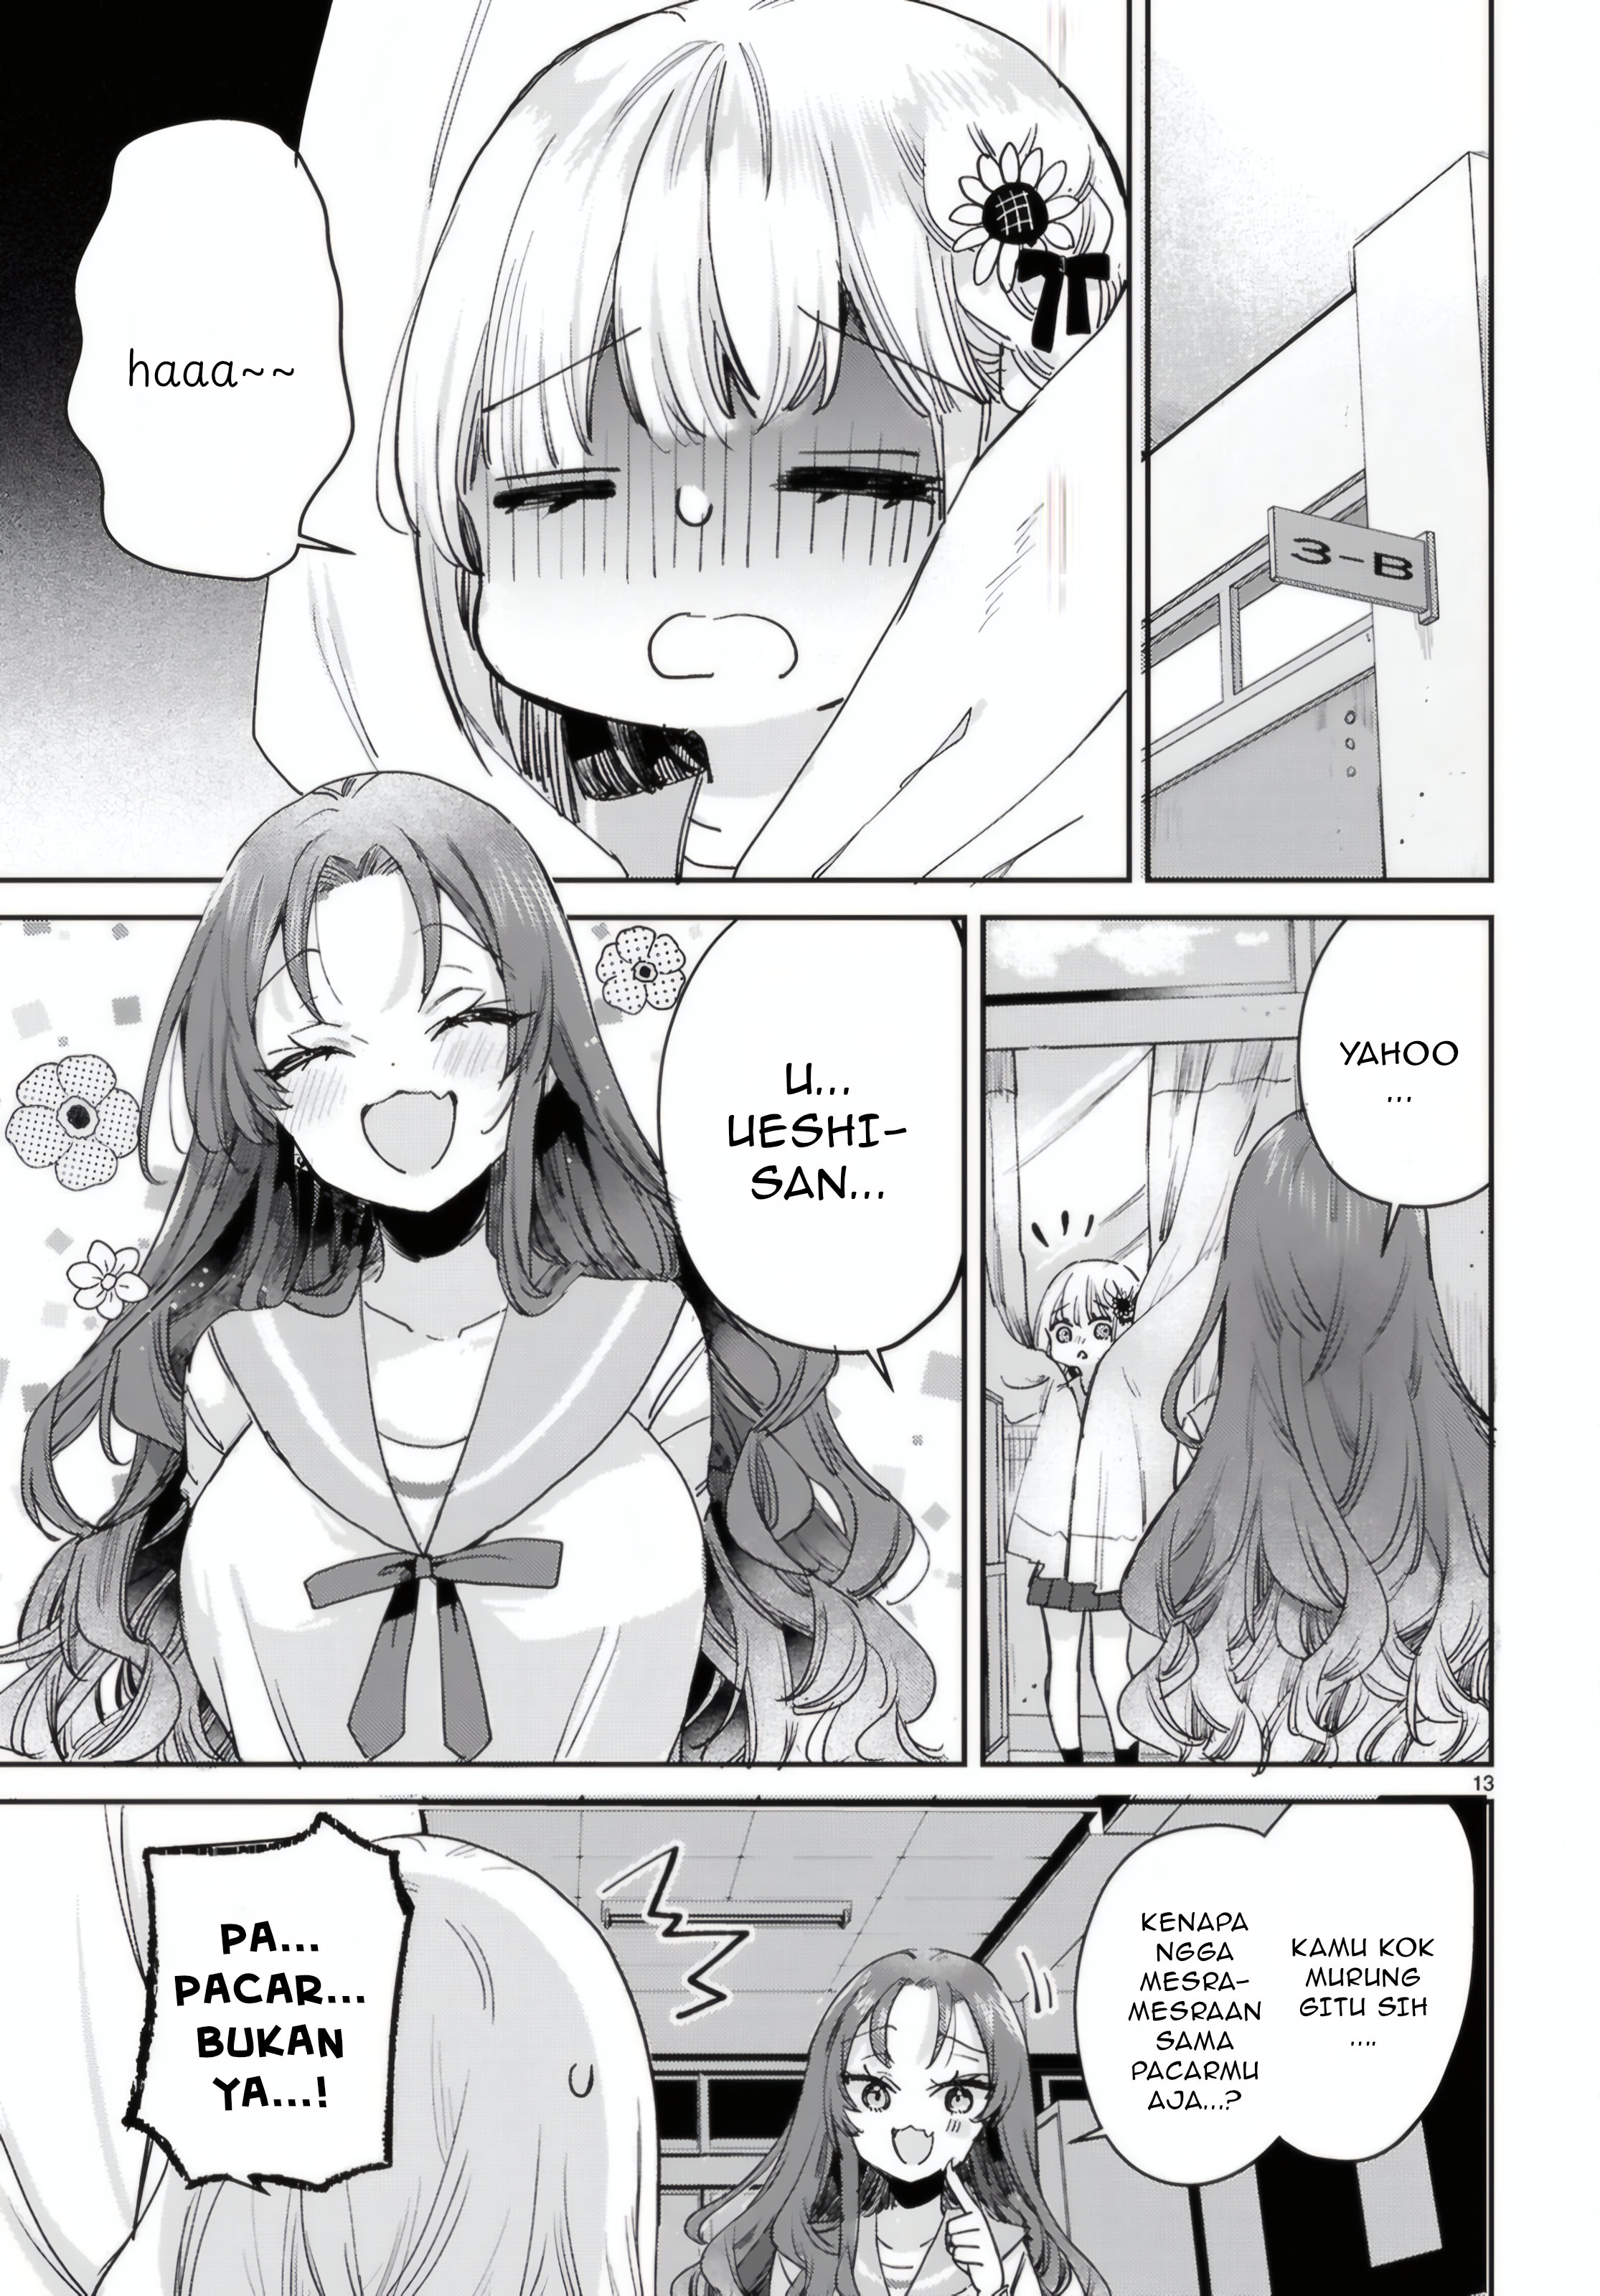 3-B
haaa~~
YAHOO
...
U...
UESHI-
SAN...
13
KAMU KOK
MURUNG
GITU SIH
....
KENAPA
NGGA
MESRA-
MESRAAN
SAMA
PACARMU
AJA...?
PA...
PACAR...
BUKAN
YA...!